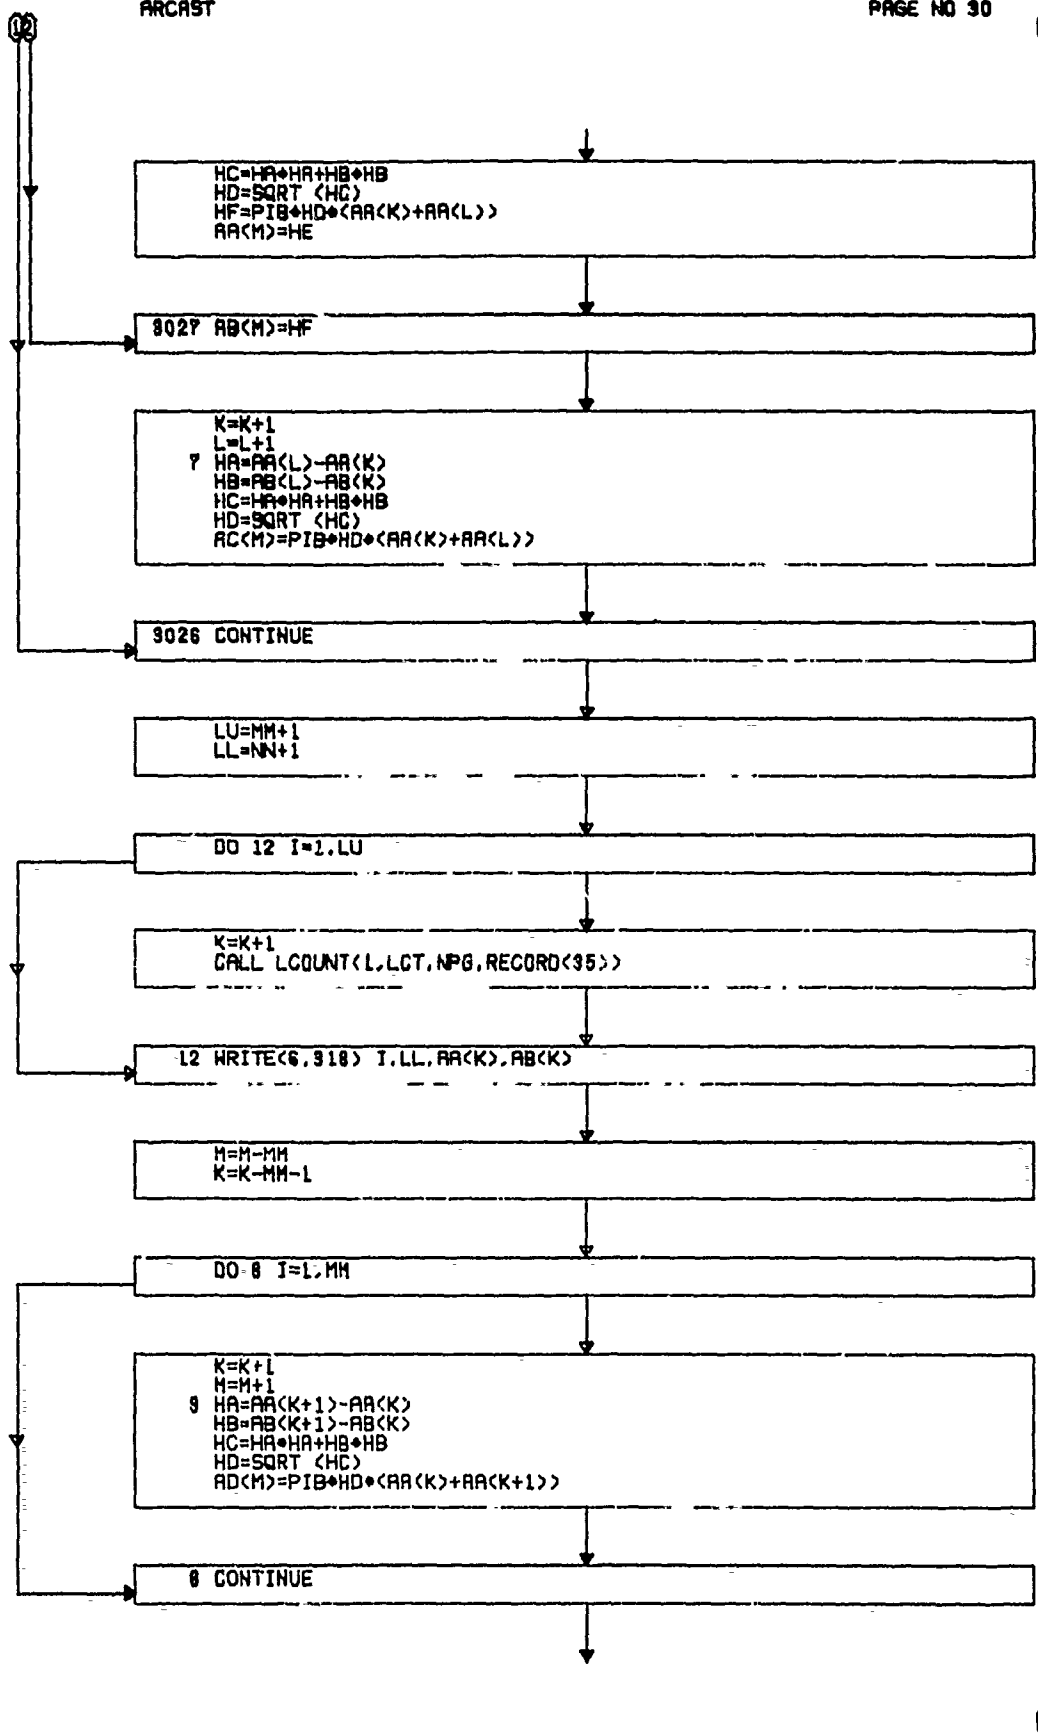 ARCAST PAGE NO 30
12
HC=HA*HA+HB*HB
HD=SQRT (HC)
HF=PIB*HD*(AA(K)+AA(L))
AA(M)=HE
3027 AB(M)=HF
K=K+1
L=L+1
7 HA=AA(L)-AA(K)
HB=AB(L)-AB(K)
HC=HA*HA+HB*HB
HD=SQRT (HC)
AC(M)=PIB*HD*(AA(K)+AA(L))
3026 CONTINUE
LU=MM+1
LL=NN+1
DO 12 I=1,LU
K=K+1
CALL LCOUNT(1,LCT,NPG,RECORD(35))
12 WRITE(6,318) I,LL,AA(K),AB(K)
M=M-MM
K=K-MM-1
DO 8 I=1,MM
K=K+1
M=M+1
9 HA=AA(K+1)-AA(K)
HB=AB(K+1)-AB(K)
HC=HA*HA+HB*HB
HD=SQRT (HC)
AD(M)=PIB*HD*(AA(K)+AA(K+1))
8 CONTINUE